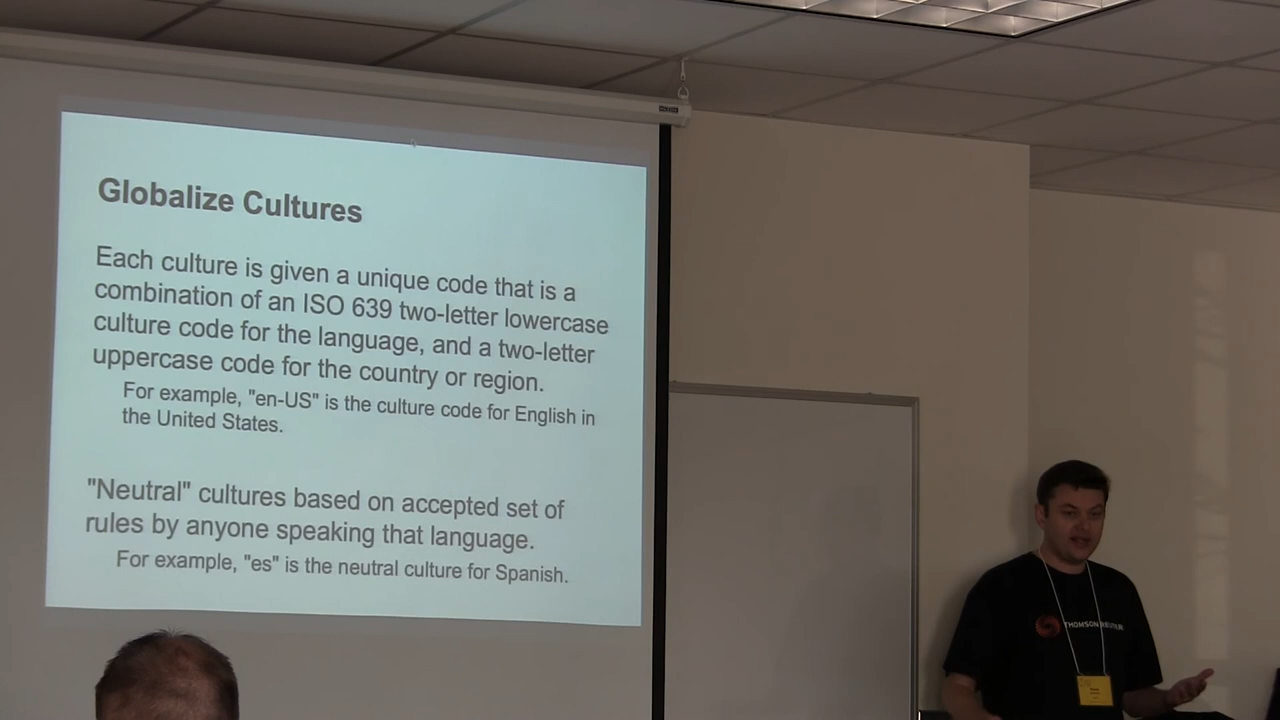 Globalize Cultures
Each culture is given a unique code that is a
combination of an ISO 639 two-letter lowercase
culture code for the language, and a two-letter
uppercase code for the country or region.
For example, "en-US" is the culture code for English in
the United States.
"Neutral" cultures based on accepted set of
rules by anyone speaking that language.
For example, "es" is the neutral culture for Spanish.
THOMSON